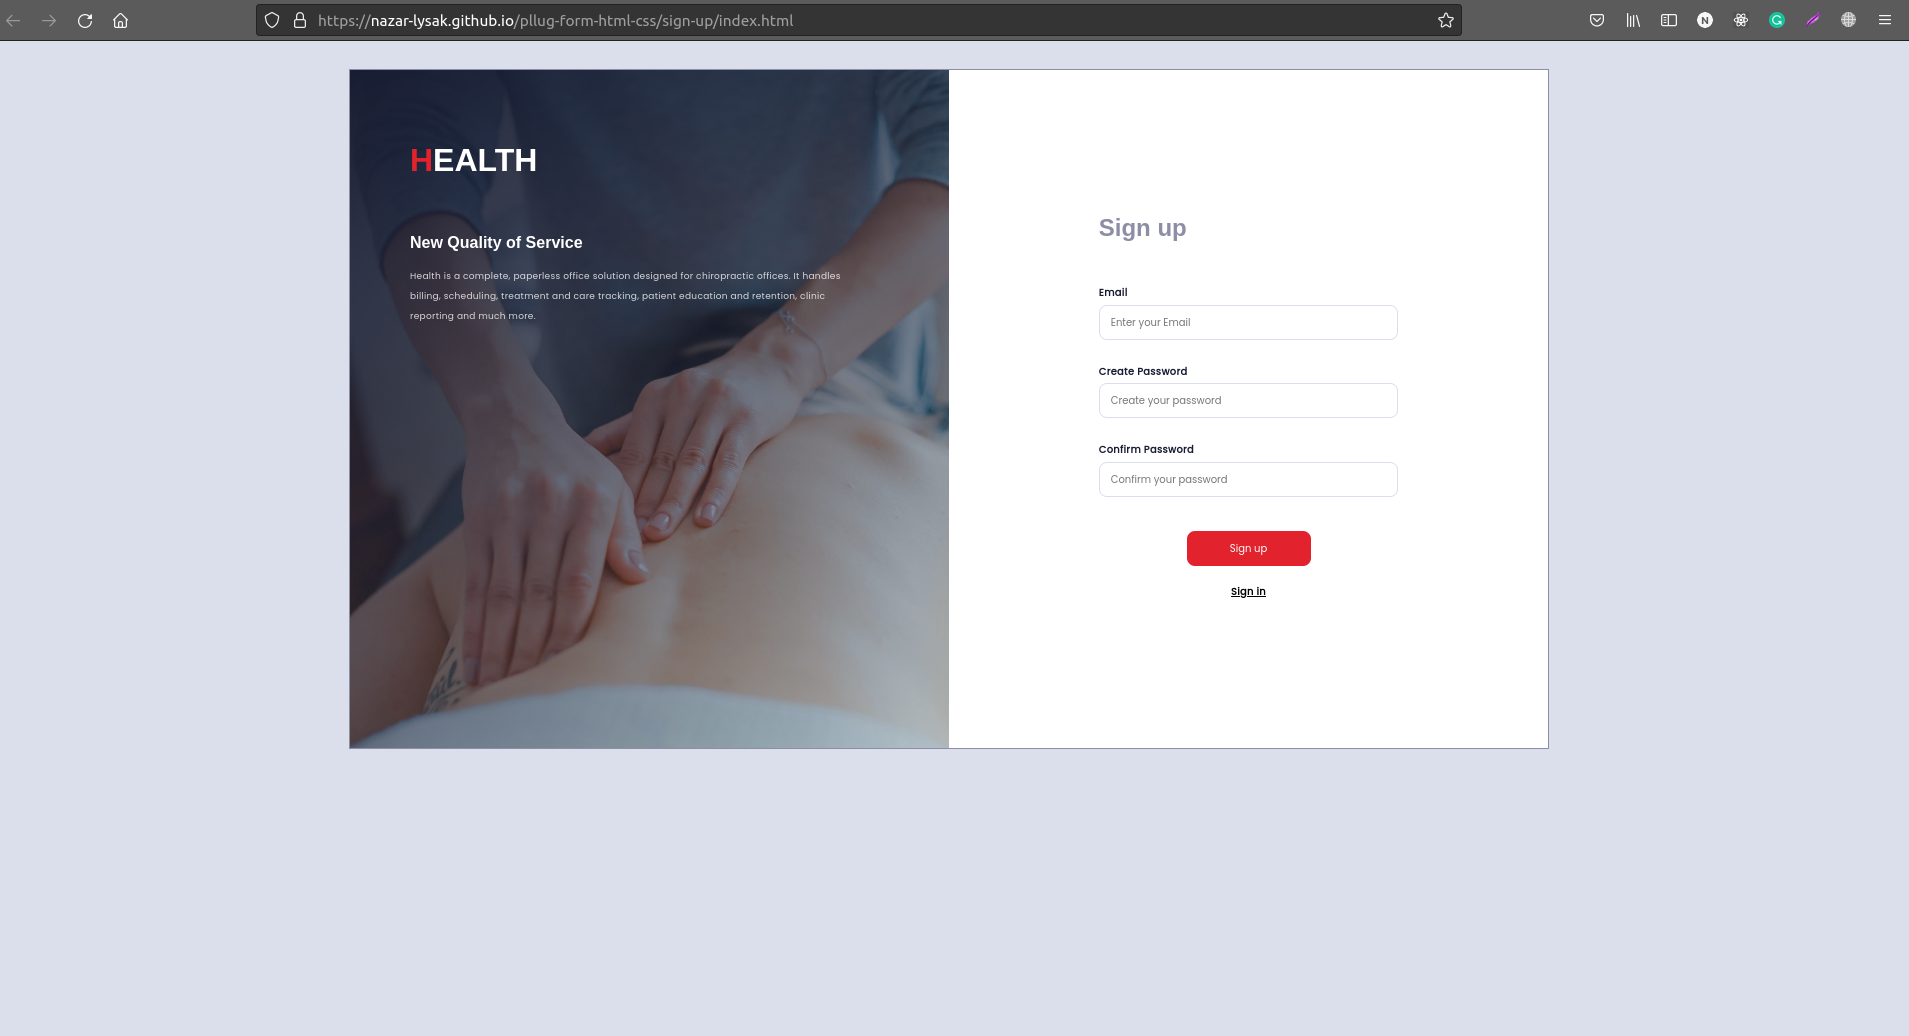 https://nazar-lysak.github.io/pllug-form-html-css/sign-up/index.html
N
HEALTH
New Quality of Service
Health is a complete, paperless office solution designed for chiropractic offices. It handles
billing, scheduling, treatment and care tracking, patient education and retention, clinic
reporting and much more.
Sign up
Email
Enter your Email
Create Password
Create your password
Confirm Password
Confirm your password
Sign up
Sign in